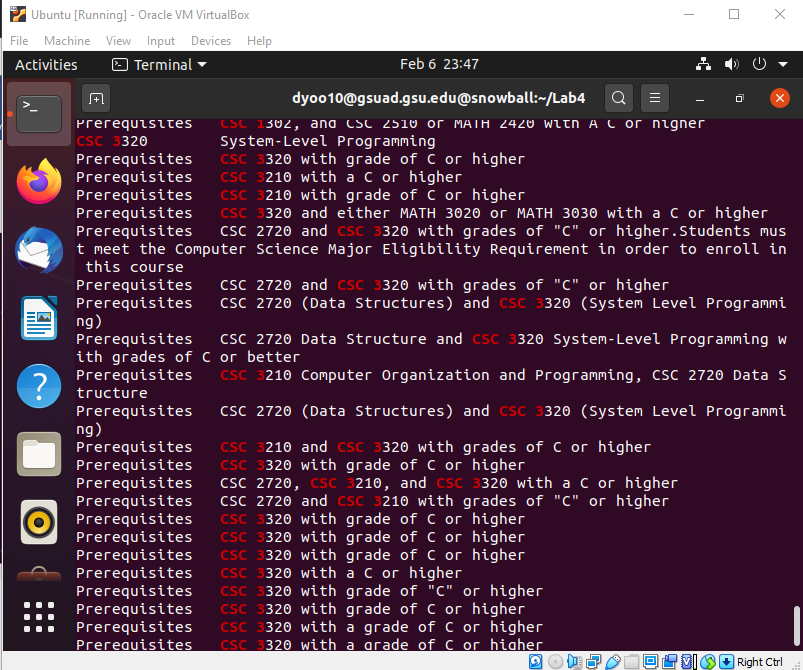 Ubuntu [Running] - Oracle VM VirtualBox
File Machine View Input Devices Help
Activities Terminal Feb 6 23:47
dyoo10@gsuad.gsu.edu@snowball:~/Lab4
Prerequisites CSC 1302, and CSC 2510 or MATH 2420 with A C or higher
CSC 3320 System-Level Programming
Prerequisites CSC 3320 with grade of C or higher
Prerequisites CSC 3210 with a C or higher
Prerequisites CSC 3210 with grade of C or higher
Prerequisites CSC 3320 and either MATH 3020 or MATH 3030 with a C or higher
Prerequisites CSC 2720 and CSC 3320 with grades of "C" or higher.Students mus
t meet the Computer Science Major Eligibility Requirement in order to enroll in
this course
Prerequisites CSC 2720 and CSC 3320 with grades of "C" or higher
Prerequisites CSC 2720 (Data Structures) and CSC 3320 (System Level Programmi
ng)
Prerequisites CSC 2720 Data Structure and CSC 3320 System-Level Programming w
ith grades of C or better
Prerequisites CSC 3210 Computer Organization and Programming, CSC 2720 Data S
tructure
Prerequisites CSC 2720 (Data Structures) and CSC 3320 (System Level Programmi
ng)
Prerequisites CSC 3210 and CSC 3320 with grades of C or higher
Prerequisites CSC 3320 with grade of C or higher
Prerequisites CSC 2720, CSC 3210, and CSC 3320 with a C or higher
Prerequisites CSC 2720 and CSC 3210 with grades of "C" or higher
Prerequisites CSC 3320 with grade of C or higher
Prerequisites CSC 3320 with grade of C or higher
Prerequisites CSC 3320 with grade of C or higher
Prerequisites CSC 3320 with a C or higher
Prerequisites CSC 3320 with grade of "C" or higher
Prerequisites CSC 3320 with grade of C or higher
Prerequisites CSC 3320 with a grade of C or higher
Prerequisites CSC 3320 with a grade of C or higher
Right Ctrl